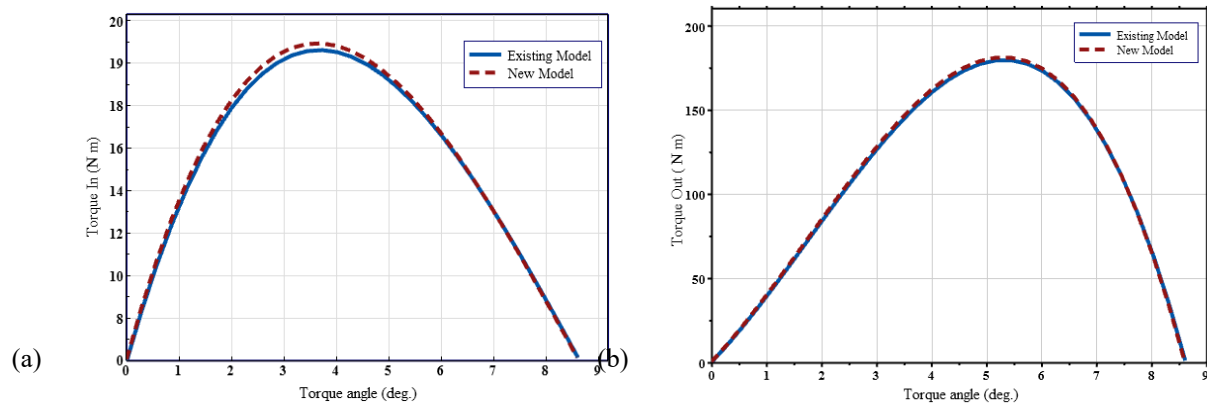 20
19
18
16
14
12
10
8
0
Torque In (N m)
Existing Model
New Model
0 1 2 3 4 5 6 7 8 9
Torque angle (deg.)
(a)
200
150
100
50
0
Torque Out ( N m)
Existing Model
New Model
0 1 2 3 4 5 6 7 8 9
Torque angle (deg.)
(b)